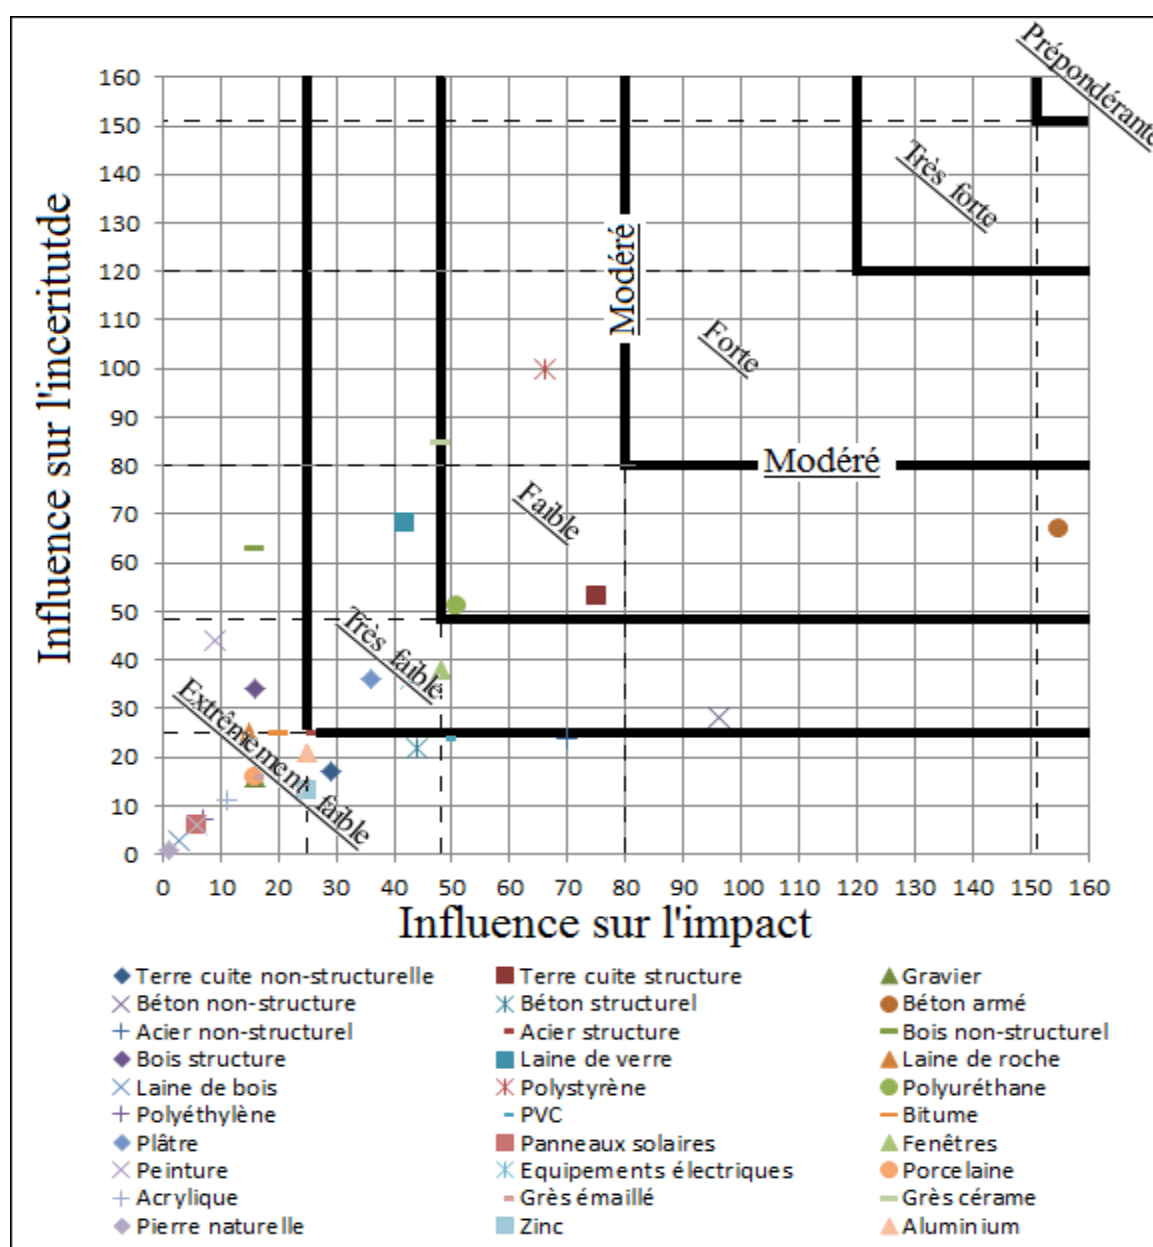 Prépondérante
160
150
Très forte
140
130
Modéré
120
110
Forte
100
90
80
Modéré
70
Faible
60
50
Très faible
40
30
Extrêmement faible
20
10
0
Influence sur l'inceritutde
0 10 20 30 40 50 60 70 80 90 100 110 120 130 140 150 160
Influence sur l'impact
Terre cuite non-structurelle Terre cuite structure Gravier
Béton non-structure Béton structurel Béton armé
Acier non-structurel Acier structure Bois non-structurel
Bois structure Laine de verre Laine de roche
Laine de bois Polystyrène Polyuréthane
Polyéthylène PVC Bitume
Plâtre Panneaux solaires Fenêtres
Peinture Equipements électriques Porcelaine
Acrylique Grès émaillé Grès cérame
Pierre naturelle Zinc Aluminium